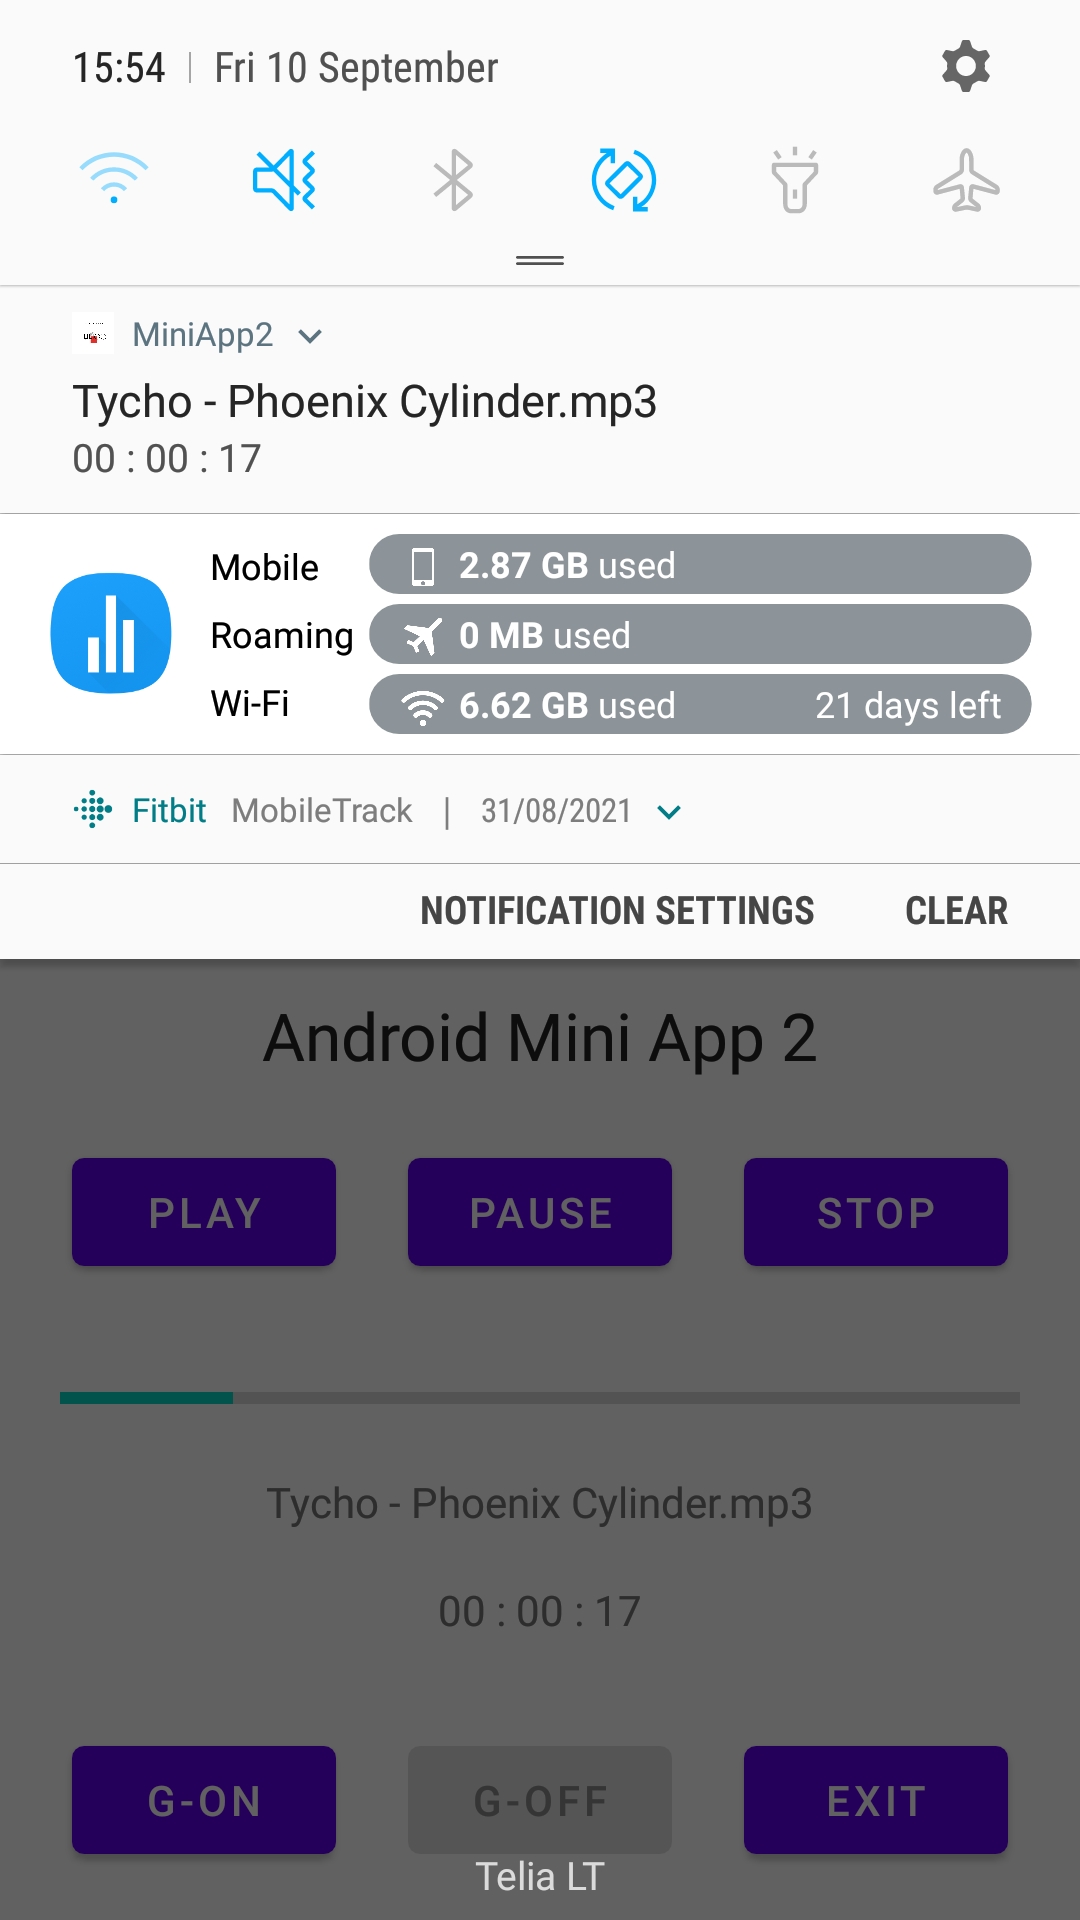 15:54 | Fri 10 September
MiniApp2
Tycho - Phoenix Cylinder.mp3
00 : 00 : 17
Mobile 2.87 GB used
Roaming 0 MB used
Wi-Fi 6.62 GB used 21 days left
Fitbit MobileTrack | 31/08/2021
NOTIFICATION SETTINGS CLEAR
Android Mini App 2
PLAY PAUSE STOP
Tycho - Phoenix Cylinder.mp3
00 : 00 : 17
G-ON G-OFF EXIT
Telia LT